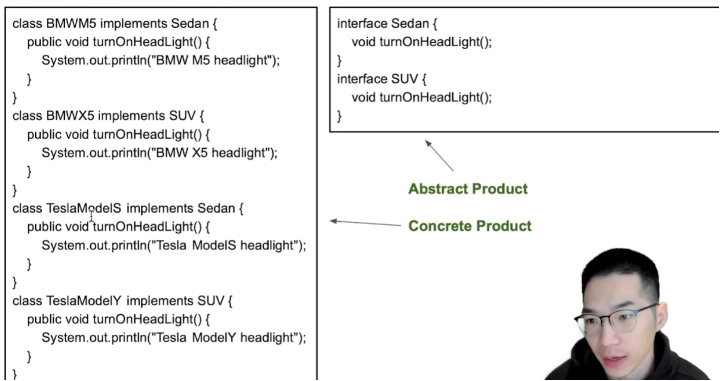 class BMWM5 implements Sedan {
public void turnOnHeadLight() {
System.out.println("BMW M5 headlight");
}
}
class BMWX5 implements SUV {
public void turnOnHeadLight() {
System.out.println("BMW X5 headlight");
}
}
class TeslaModelS implements Sedan {
public void turnOnHeadLight() {
System.out.println("Tesla ModelS headlight");
}
}
class TeslaModelY implements SUV {
public void turnOnHeadLight() {
System.out.println("Tesla ModelY headlight");
}
}
interface Sedan {
void turnOnHeadLight();
}
interface SUV {
void turnOnHeadLight();
}
Abstract Product
Concrete Product